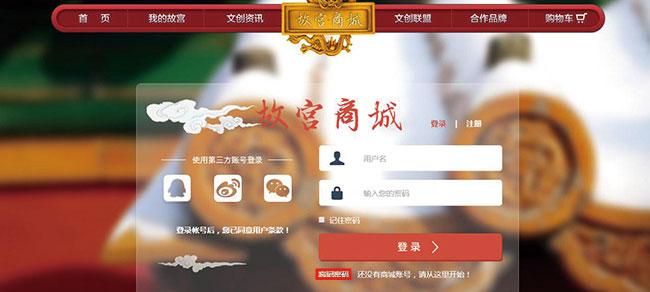 首 页 我的故宫 文创资讯 故宫商城 文创联盟 合作品牌 购物车
故宫商城 登录 | 注册
使用第三方账号登录
用户名
输入您的密码
记住密码
登录帐号后，您已同意用户条款！
登 录
忘记密码 还没有商城账号，请从这里开始！